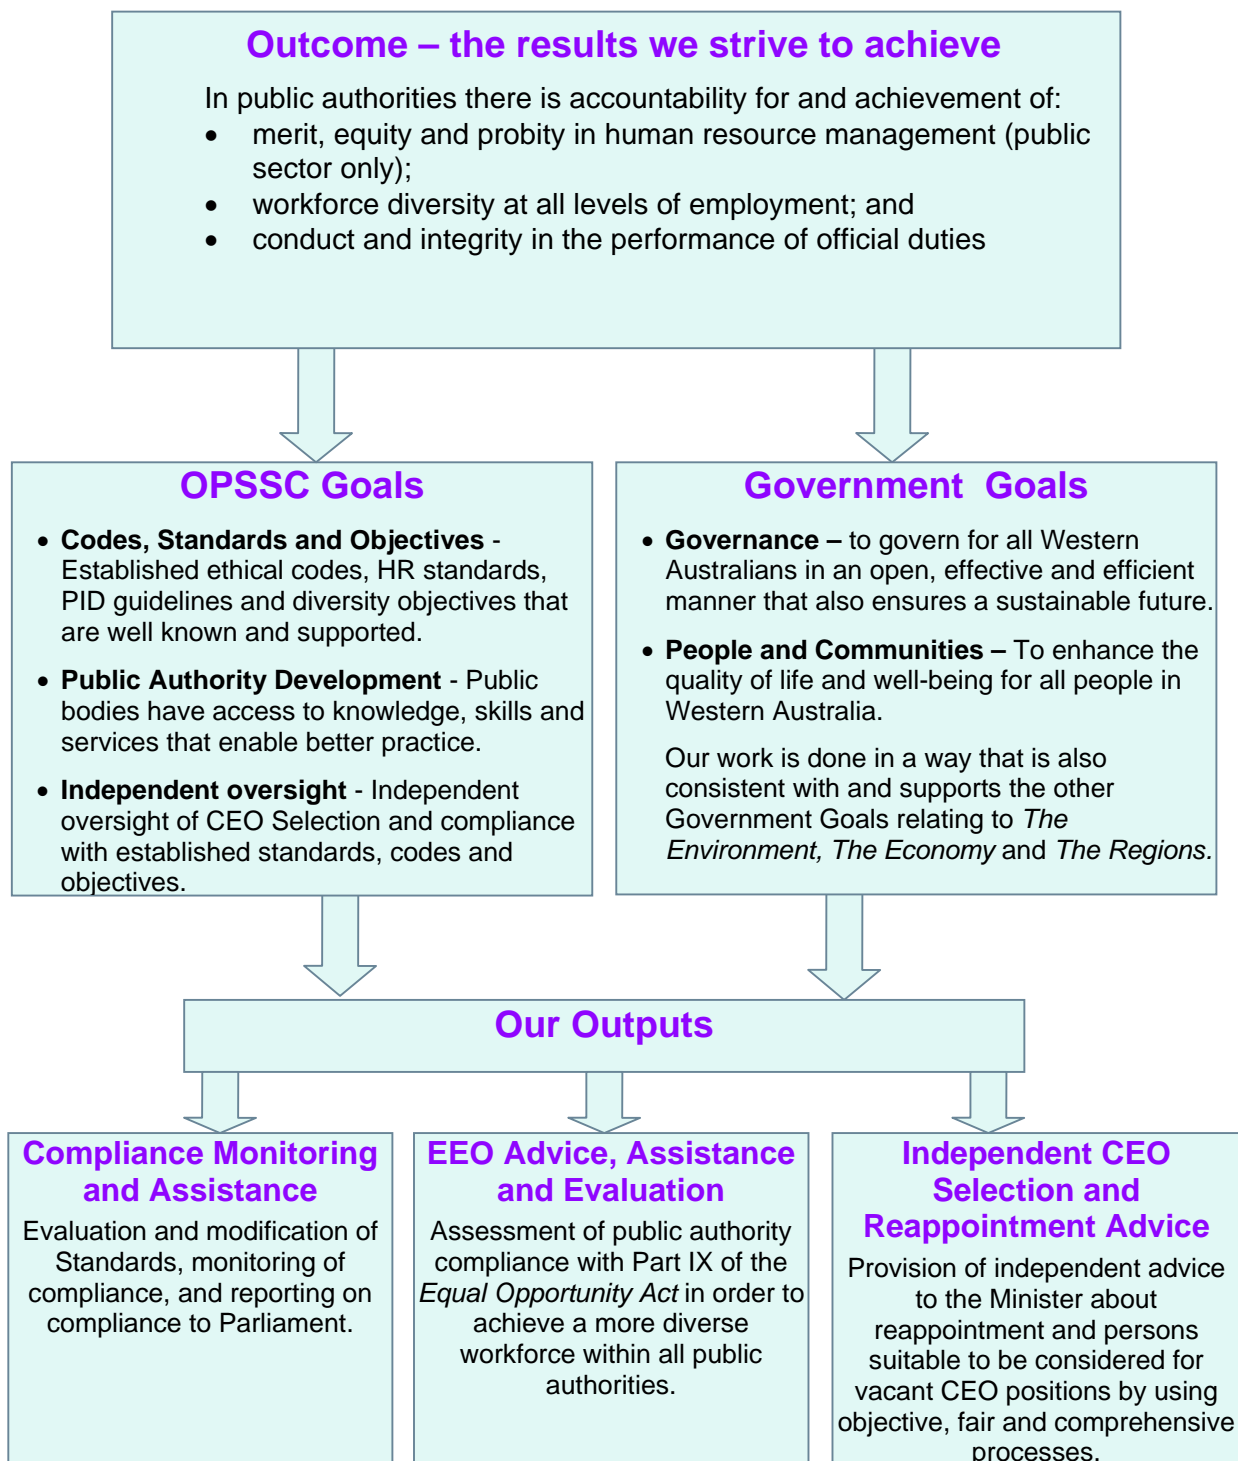 Outcome – the results we strive to achieve
In public authorities there is accountability for and achievement of:
• merit, equity and probity in human resource management (public
sector only);
• workforce diversity at all levels of employment; and
• conduct and integrity in the performance of official duties
OPSSC Goals
• Codes, Standards and Objectives -
Established ethical codes, HR standards,
PID guidelines and diversity objectives that
are well known and supported.
• Public Authority Development - Public
bodies have access to knowledge, skills and
services that enable better practice.
• Independent oversight - Independent
oversight of CEO Selection and compliance
with established standards, codes and
objectives.
Government Goals
• Governance – to govern for all Western
Australians in an open, effective and efficient
manner that also ensures a sustainable future.
• People and Communities – To enhance the
quality of life and well-being for all people in
Western Australia.
Our work is done in a way that is also
consistent with and supports the other
Government Goals relating to The
Environment, The Economy and The Regions.
Our Outputs
Compliance Monitoring
and Assistance
Evaluation and modification of
Standards, monitoring of
compliance, and reporting on
compliance to Parliament.
EEO Advice, Assistance
and Evaluation
Assessment of public authority
compliance with Part IX of the
Equal Opportunity Act in order to
achieve a more diverse
workforce within all public
authorities.
Independent CEO
Selection and
Reappointment Advice
Provision of independent advice
to the Minister about
reappointment and persons
suitable to be considered for
vacant CEO positions by using
objective, fair and comprehensive
processes.